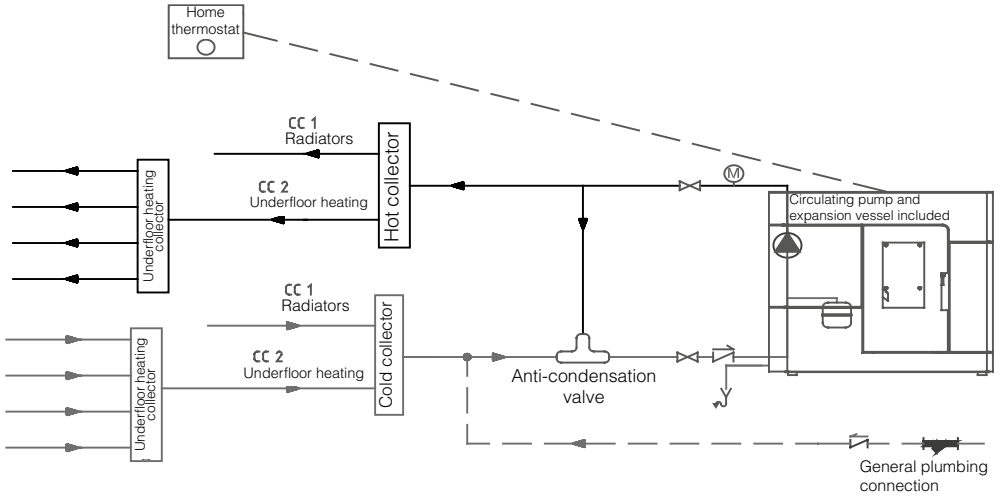 Home
thermostat
CC 1
Radiators
CC 2
Underfloor heating
Hot collector
Underfloor heating
collector
M
Circulating pump and
expansion vessel included
CC 1
Radiators
CC 2
Underfloor heating
Cold collector
Underfloor heating
collector
Anti-condensation
valve
General plumbing
connection